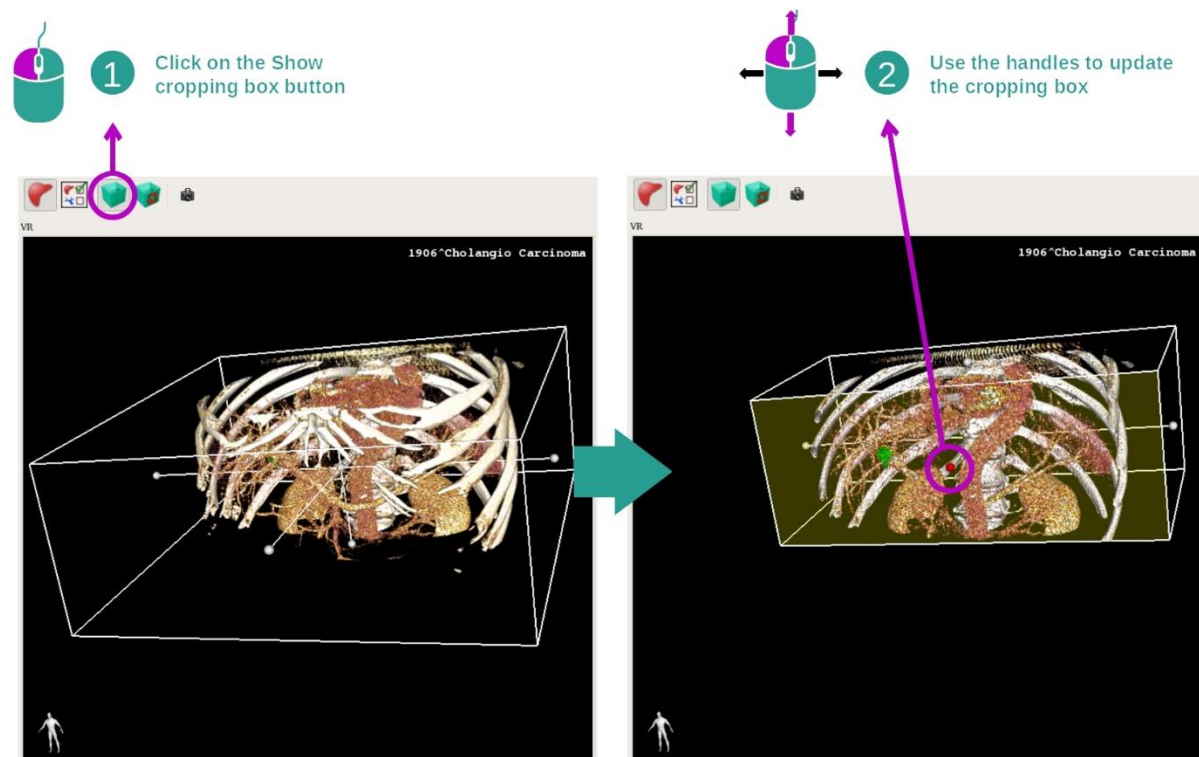 1
Click on the Show
cropping box button
2
Use the handles to update
the cropping box
VR
1906^Cholangio Carcinoma
VR
1906^Cholangio Carcinoma